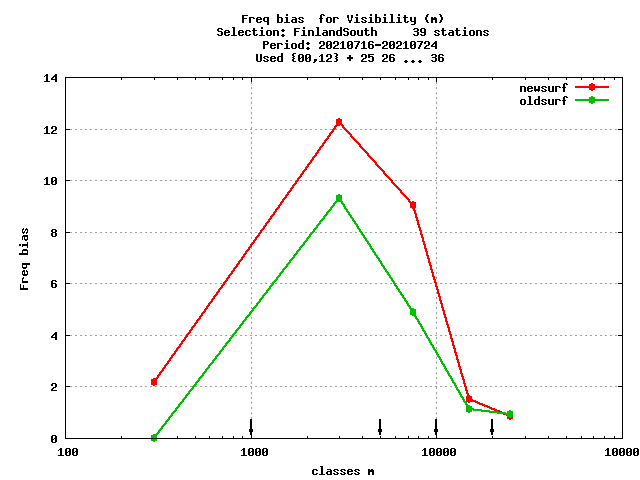 Freq bias  for Visibility (m)
Selection: FinlandSouth     39 stations
Period: 20210716-20210724
Used {00,12} + 25 26 ... 36
newsurf
oldsurf
14
12
10
8
6
4
2
0
Freq bias
100
1000
10000
10000
classes m